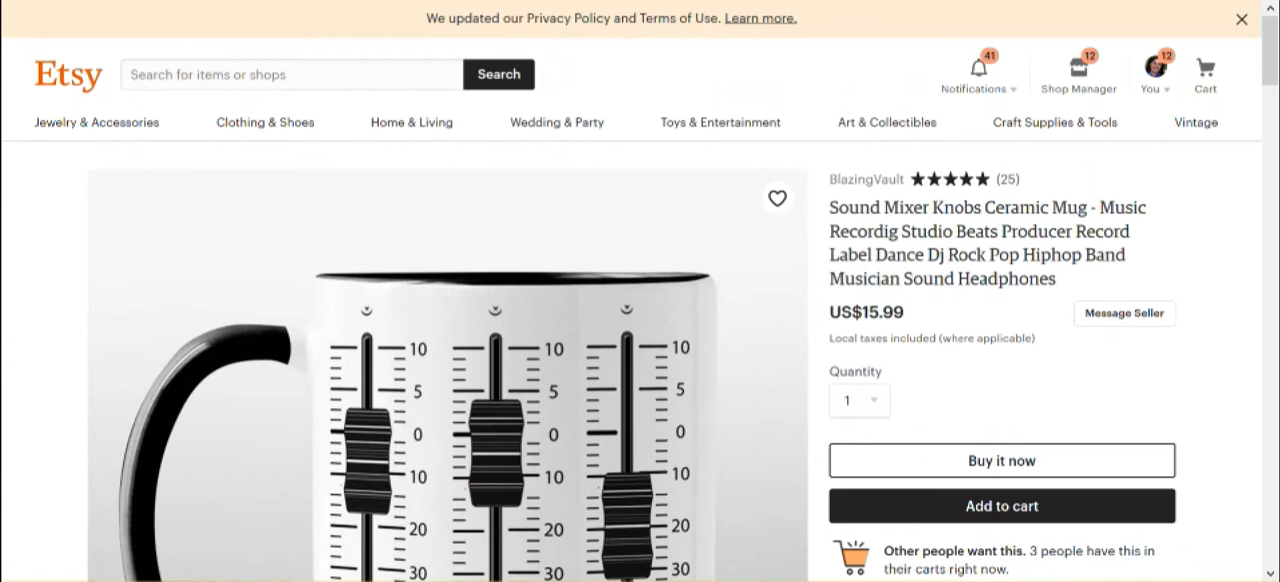 We updated our Privacy Policy and Terms of Use. Learn more.
Etsy
Search for items or shops
Search
41
Notifications
12
Shop Manager
12
You
Cart
Jewelry & Accessories
Clothing & Shoes
Home & Living
Wedding & Party
Toys & Entertainment
Art & Collectibles
Craft Supplies & Tools
Vintage
BlazingVault ★★★★★ (25)
Sound Mixer Knobs Ceramic Mug - Music
Recordig Studio Beats Producer Record
Label Dance Dj Rock Pop Hiphop Band
Musician Sound Headphones
US$15.99
Message Seller
Local taxes included (where applicable)
Quantity
1
Buy it now
Add to cart
Other people want this. 3 people have this in
their carts right now.
10 10 10
5 5 5
0 0 0
10 10 10
20 20 20
30 30 30